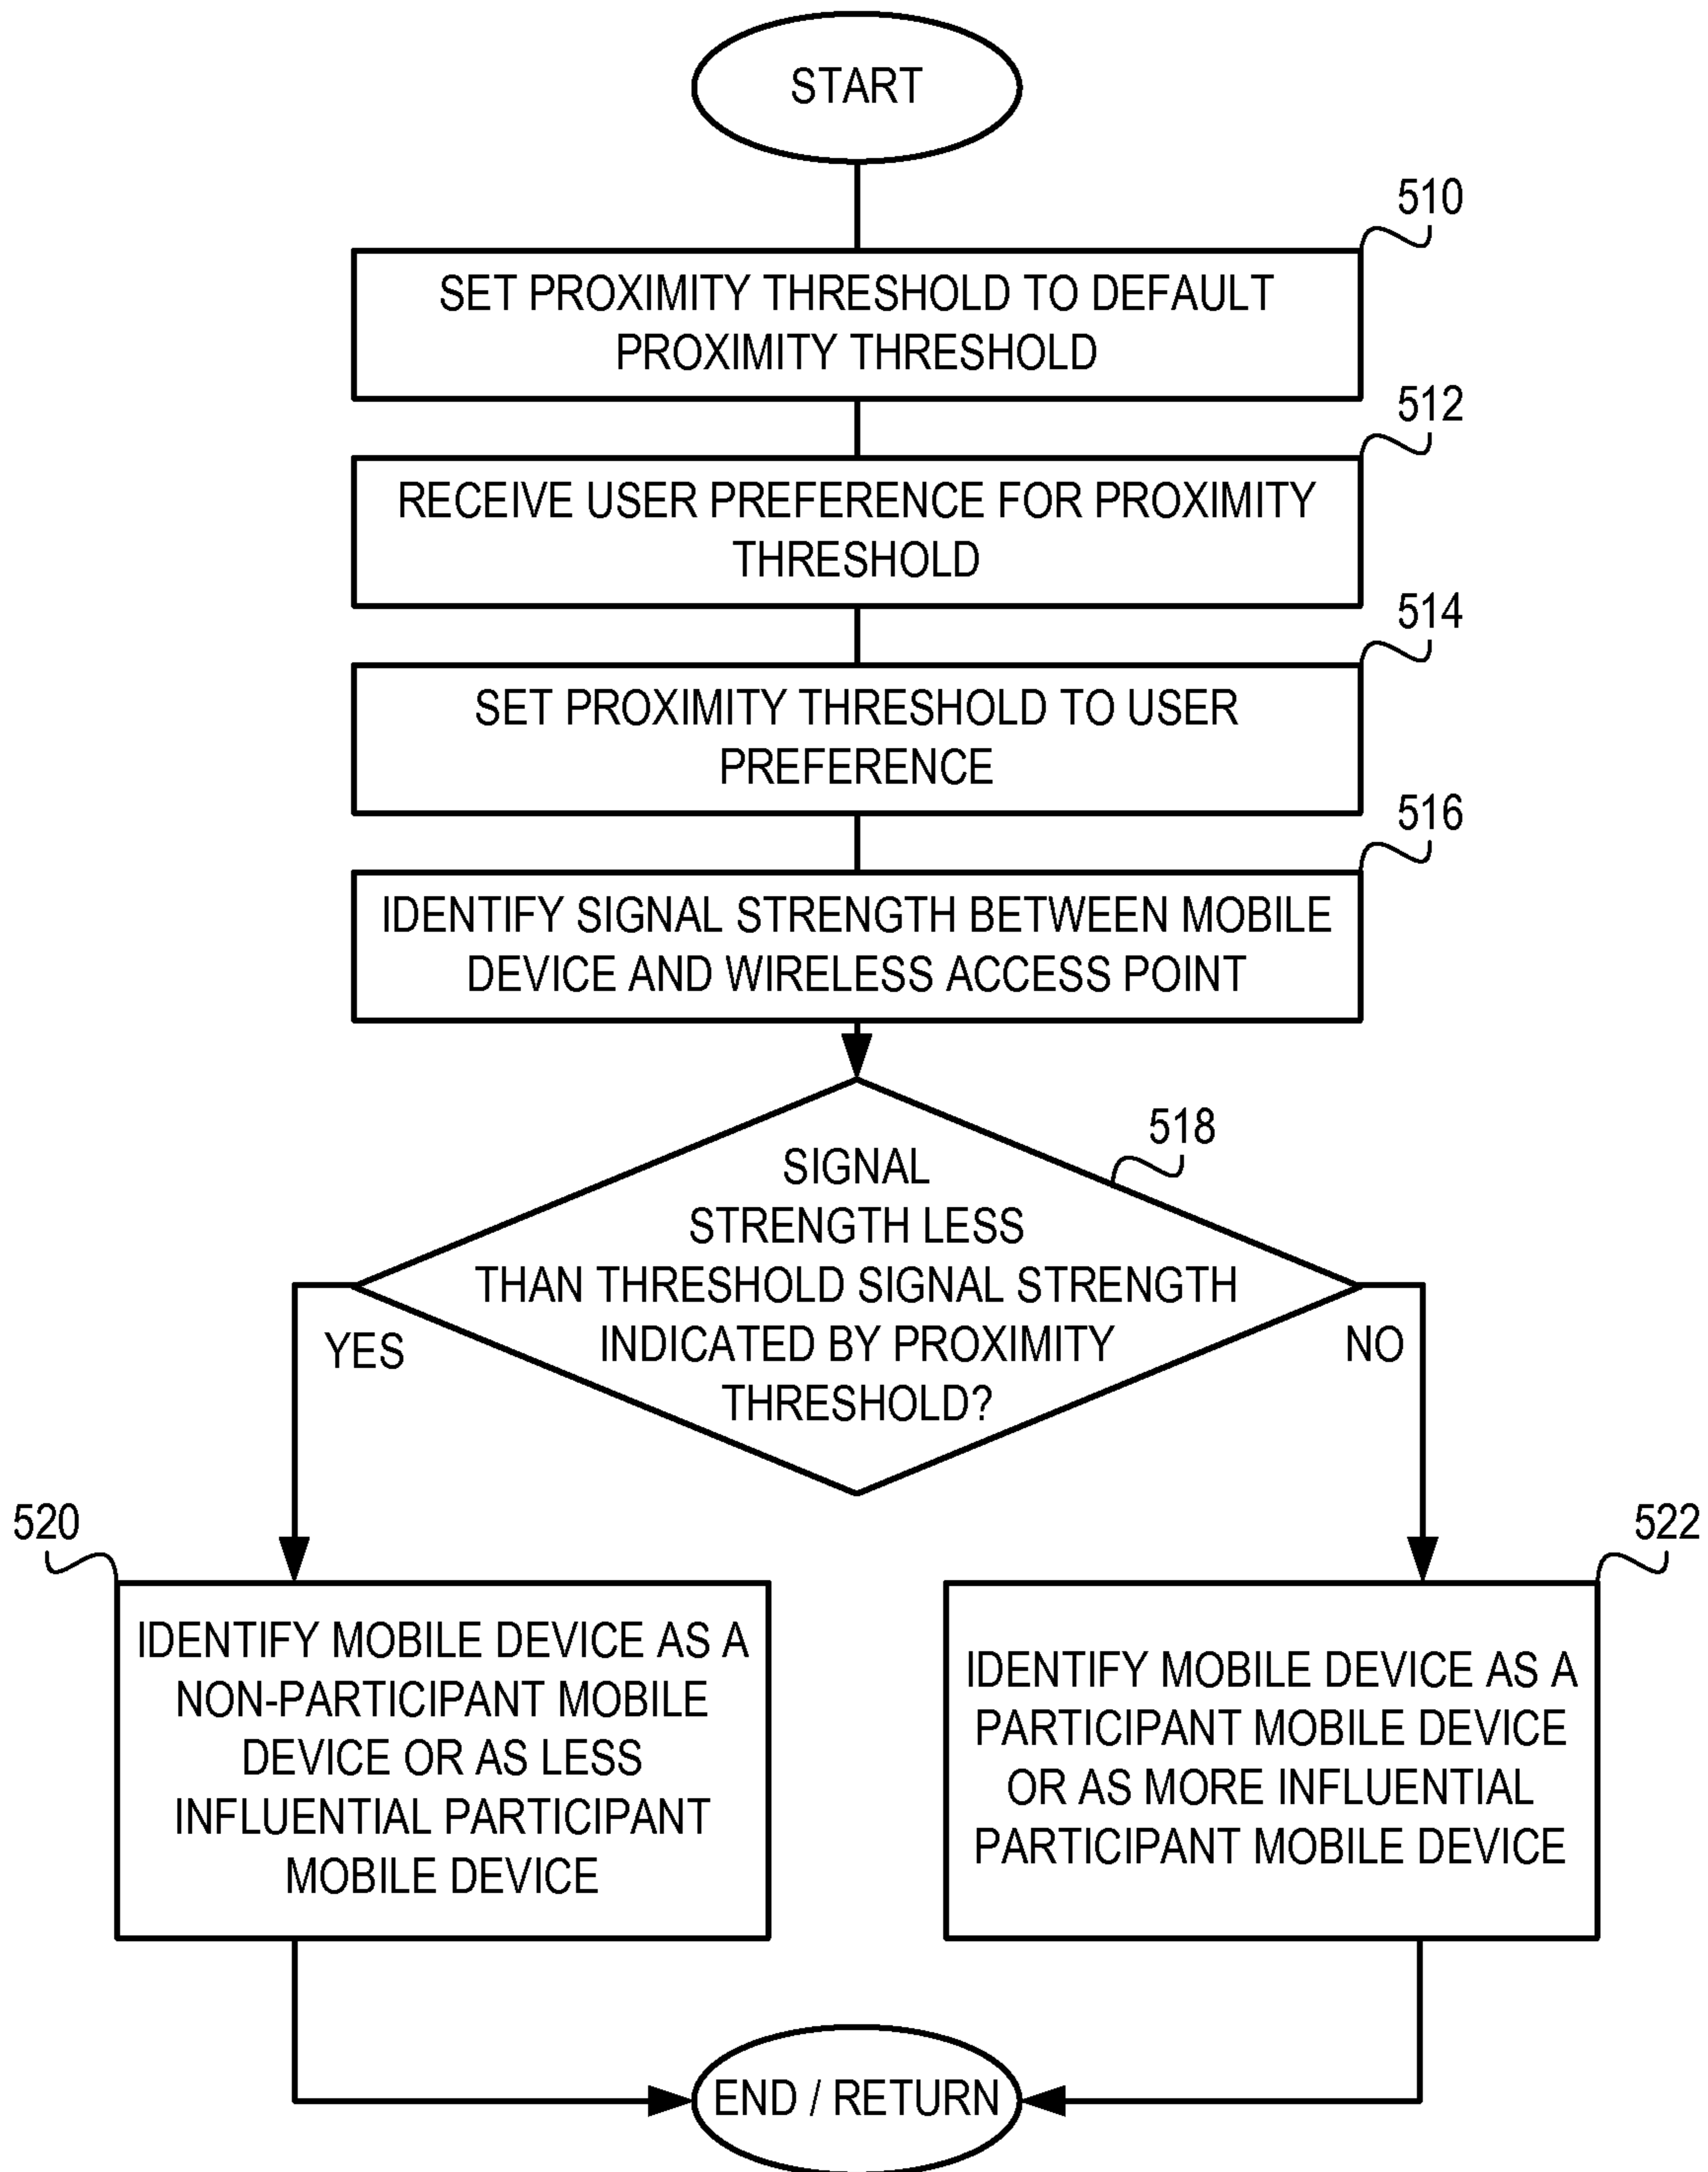 START
510
SET PROXIMITY THRESHOLD TO DEFAULT
PROXIMITY THRESHOLD
512
RECEIVE USER PREFERENCE FOR PROXIMITY
THRESHOLD
514
SET PROXIMITY THRESHOLD TO USER
PREFERENCE
516
IDENTIFY SIGNAL STRENGTH BETWEEN MOBILE
DEVICE AND WIRELESS ACCESS POINT
518
SIGNAL
STRENGTH LESS
THAN THRESHOLD SIGNAL STRENGTH
INDICATED BY PROXIMITY
THRESHOLD?
YES
NO
520
IDENTIFY MOBILE DEVICE AS A
NON-PARTICIPANT MOBILE
DEVICE OR AS LESS
INFLUENTIAL PARTICIPANT
MOBILE DEVICE
522
IDENTIFY MOBILE DEVICE AS A
PARTICIPANT MOBILE DEVICE
OR AS MORE INFLUENTIAL
PARTICIPANT MOBILE DEVICE
END / RETURN